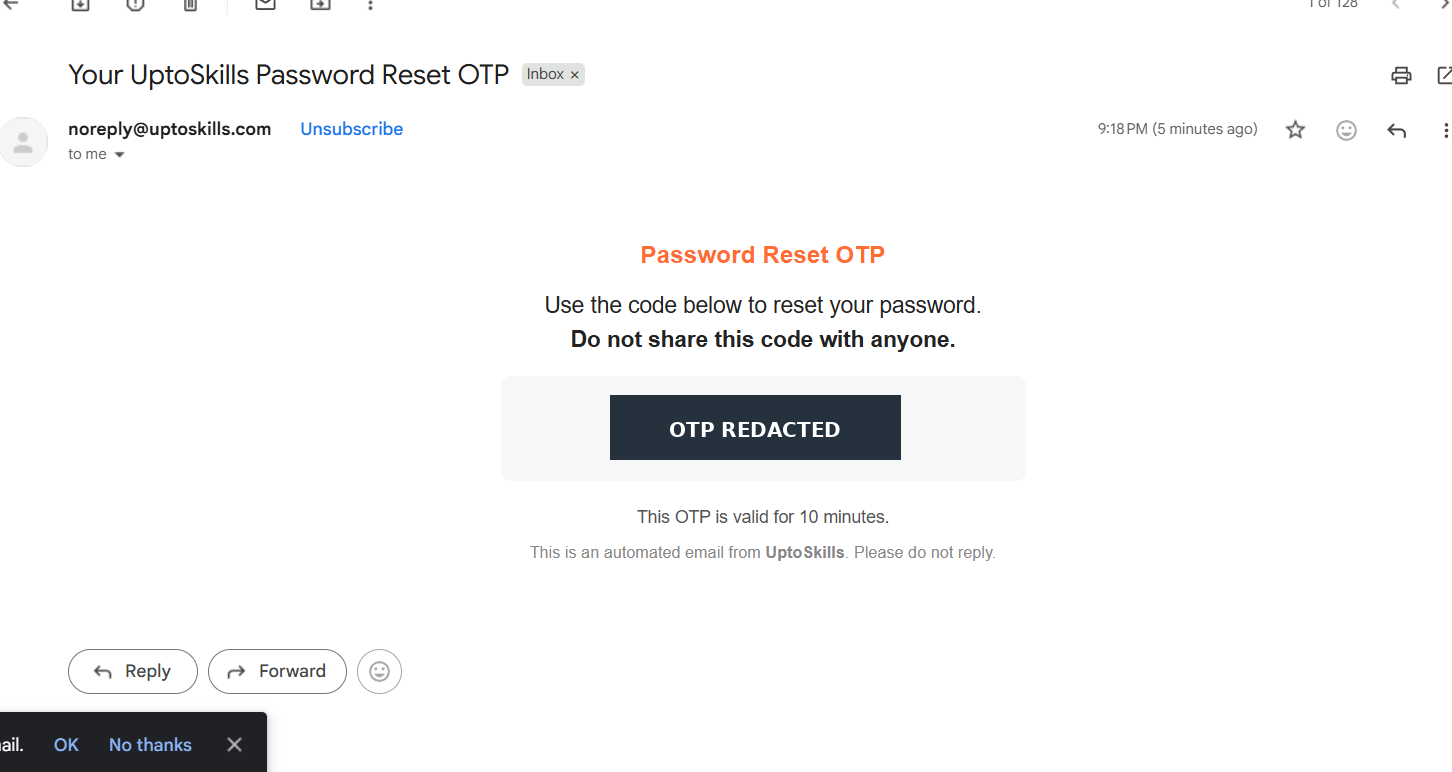 1 of 128
Your UptoSkills Password Reset OTP Inbox ×
noreply@uptoskills.com Unsubscribe 9:18 PM (5 minutes ago)
to me
Password Reset OTP
Use the code below to reset your password.
Do not share this code with anyone.
OTP REDACTED
This OTP is valid for 10 minutes.
This is an automated email from UptoSkills. Please do not reply.
Reply Forward
ail. OK No thanks